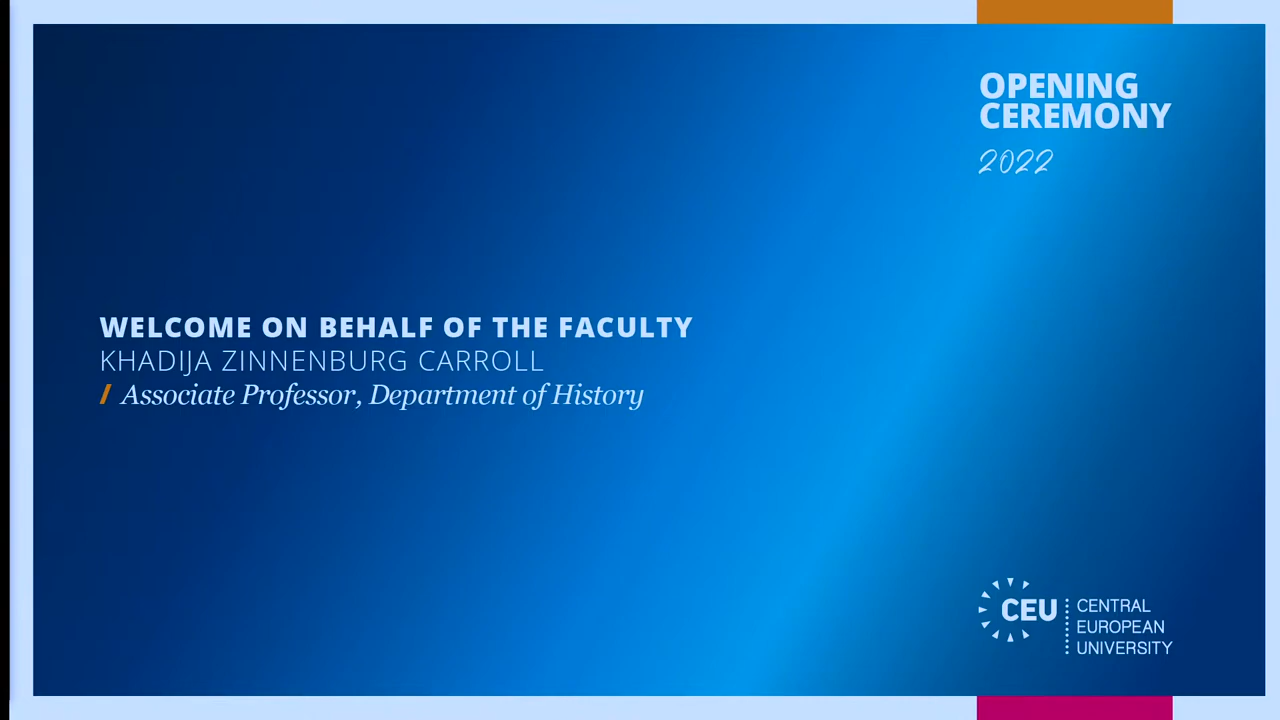 OPENING
CEREMONY
2022
WELCOME ON BEHALF OF THE FACULTY
KHADIJA ZINNENBURG CARROLL
/ Associate Professor, Department of History
CEU
CENTRAL
EUROPEAN
UNIVERSITY